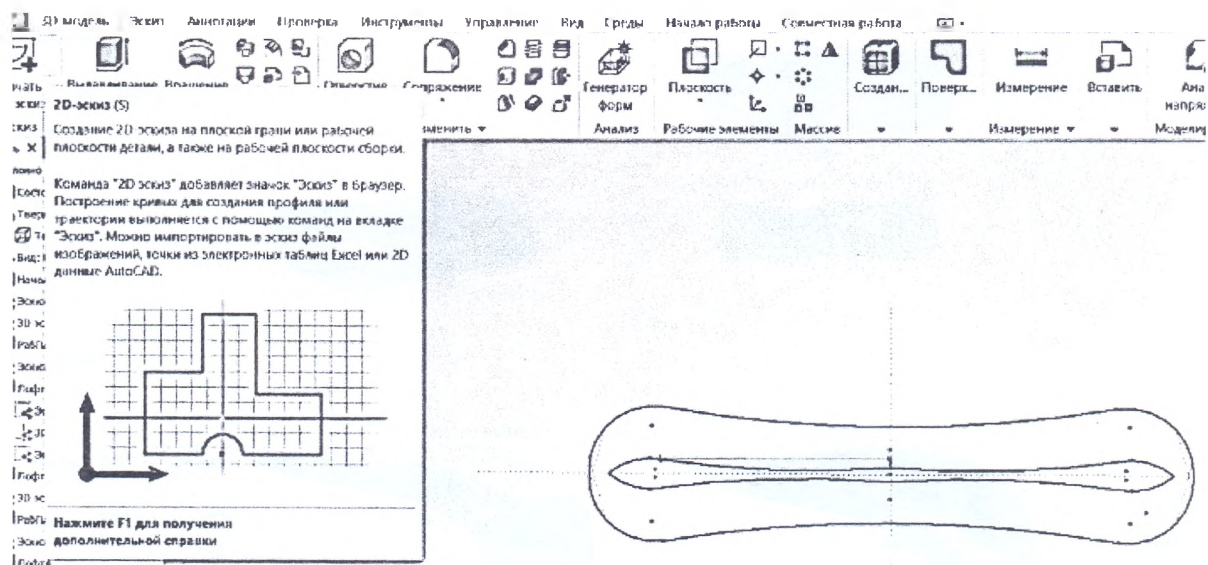 3D модель Эскиз Аннотации Проверка Инструменты Управление Вид Среды Начало работы Совместная работа
Выдавливание Вращение Отверстие Сопряжение
Генератор форм
Плоскость
Создан...
Поверх...
Измерение
Вставить
Анализ
Рабочие элементы
Массив
Измерение
2D-эскиз (S)
Создание 2D эскиза на плоской грани или рабочей
плоскости детали, а также на рабочей плоскости сборки.
Команда "2D эскиз" добавляет значок "Эскиз" в браузер.
Построение кривых для создания профиля или
траектории выполняется с помощью команд на вкладке
"Эскиз". Можно импортировать в эскиз файлы
изображений, точки из электронных таблиц Excel или 2D
данные AutoCAD.
Нажмите F1 для получения
дополнительной справки